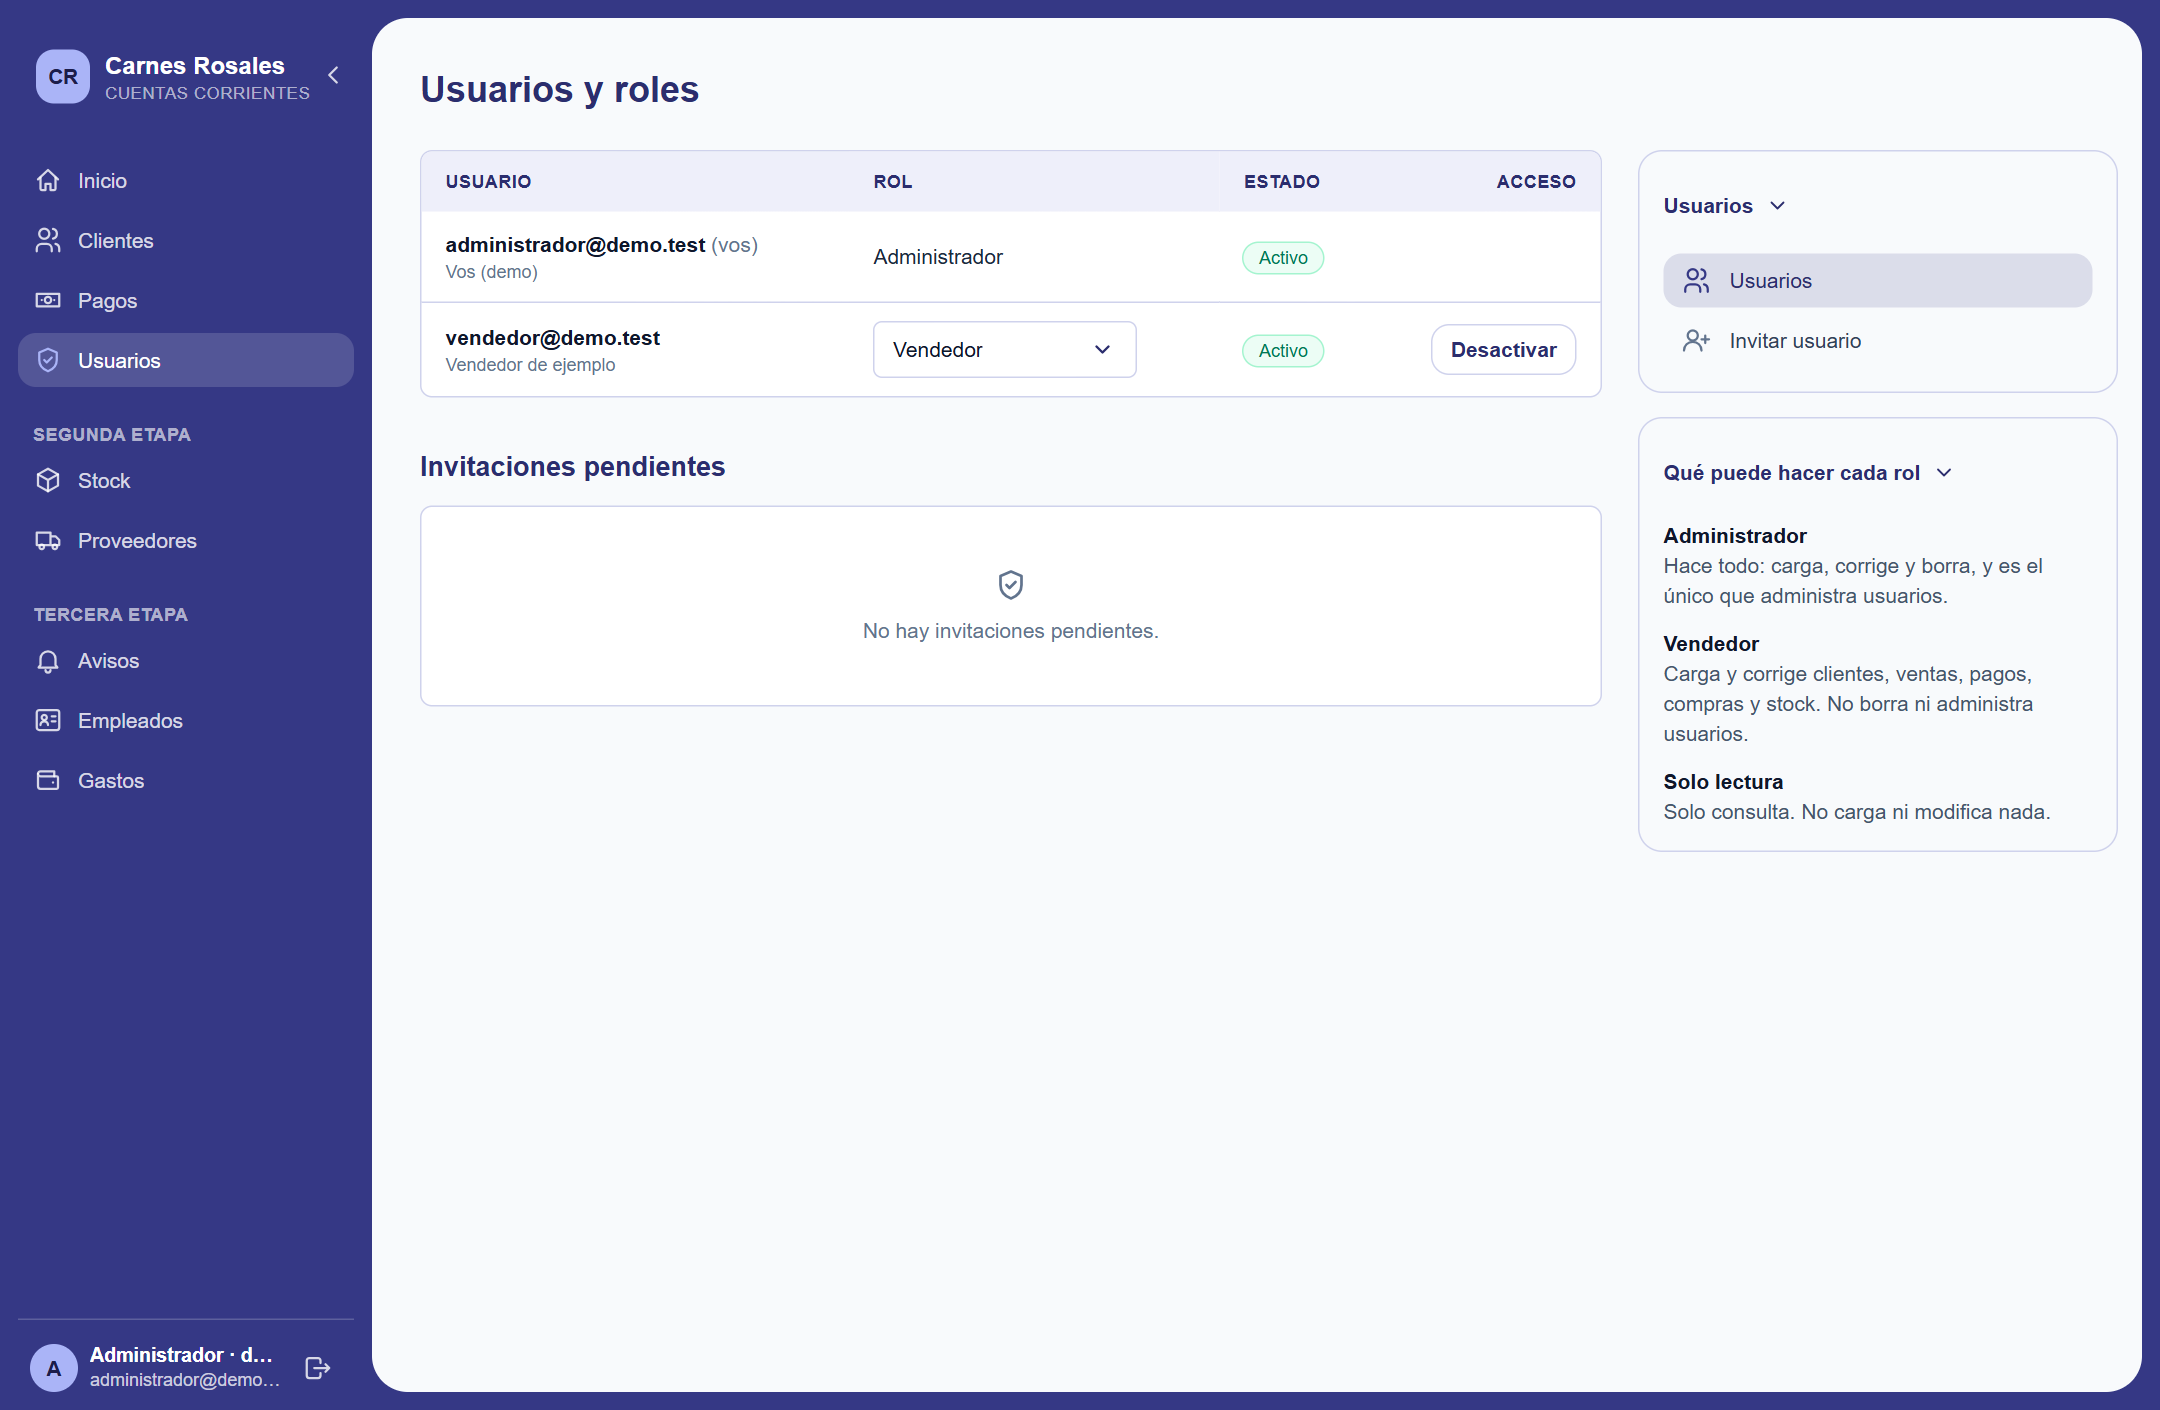 CR
Carnes Rosales
CUENTAS CORRIENTES
Inicio
Clientes
Pagos
Usuarios
SEGUNDA ETAPA
Stock
Proveedores
TERCERA ETAPA
Avisos
Empleados
Gastos
A
Administrador · d...
administrador@demo...
Usuarios y roles
USUARIO ROL ESTADO ACCESO
administrador@demo.test (vos)
Vos (demo)
Administrador
Activo
vendedor@demo.test
Vendedor de ejemplo
Vendedor
Activo
Desactivar
Invitaciones pendientes
No hay invitaciones pendientes.
Usuarios
Usuarios
Invitar usuario
Qué puede hacer cada rol
Administrador
Hace todo: carga, corrige y borra, y es el
único que administra usuarios.
Vendedor
Carga y corrige clientes, ventas, pagos,
compras y stock. No borra ni administra
usuarios.
Solo lectura
Solo consulta. No carga ni modifica nada.